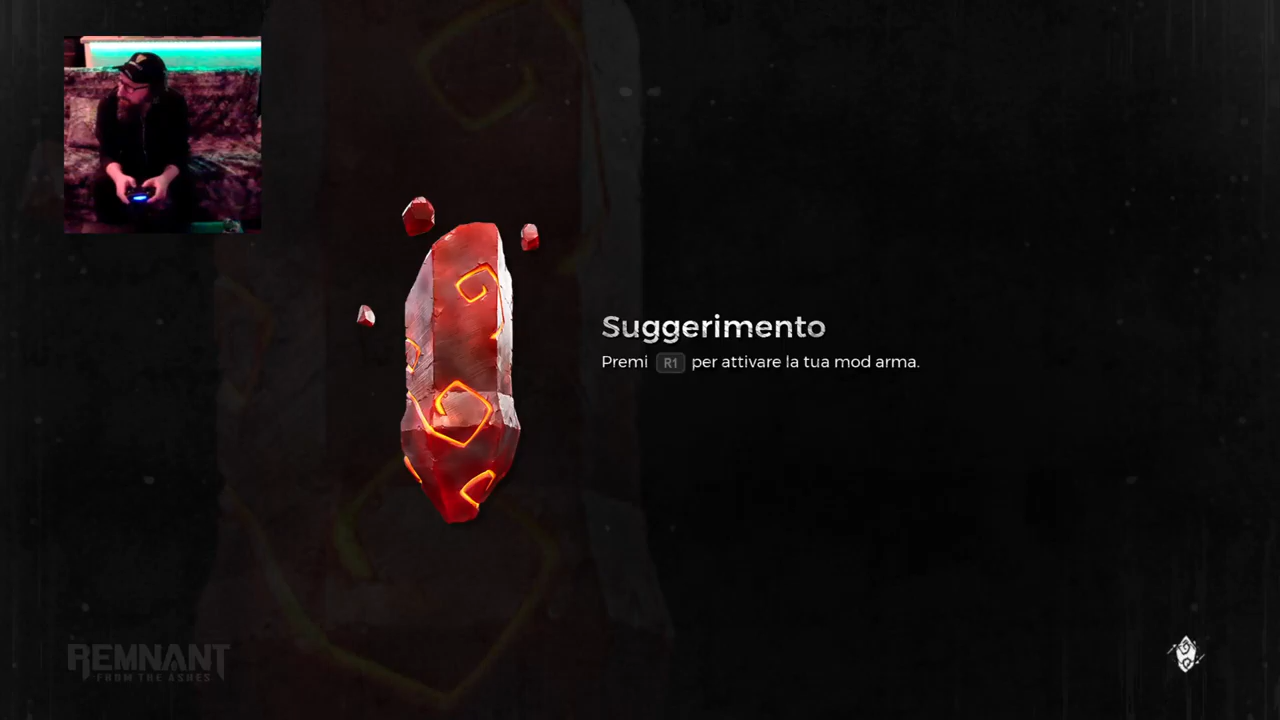 Suggerimento
Premi R1 per attivare la tua mod arma.
REMNANT
FROM THE ASHES